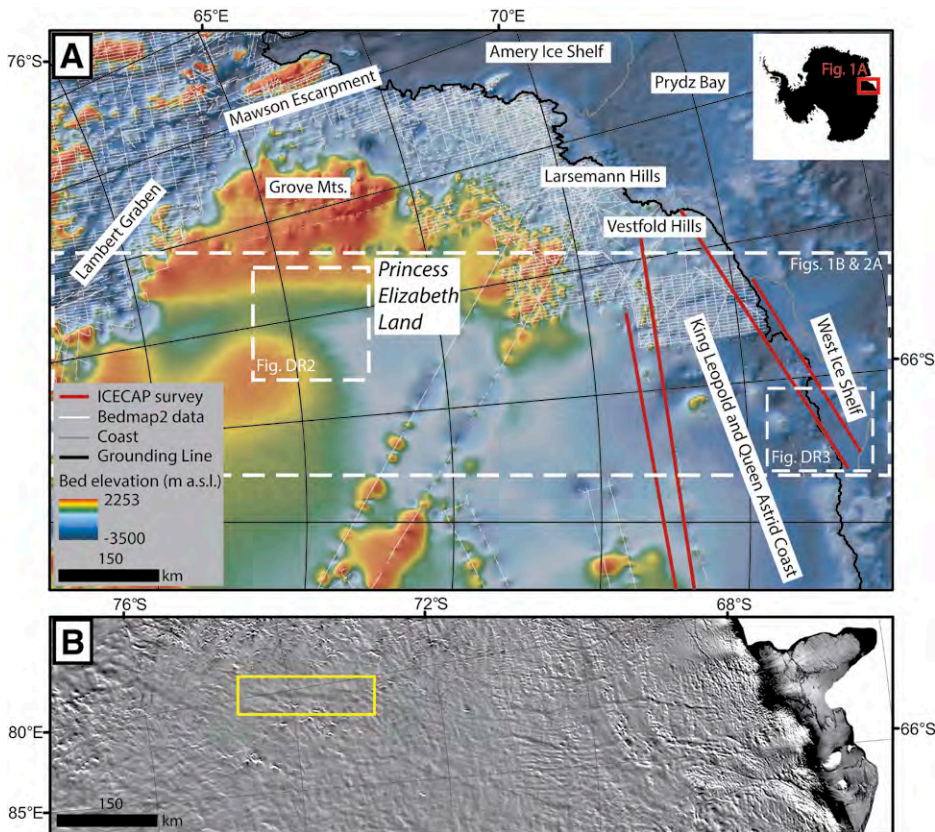 65°E
70°E
76°S
A
Amery Ice Shelf
Fig. 1A
Mawson Escarpment
Prydz Bay
Grove Mts.
Larsemann Hills
Lambert Graben
Vestfold Hills
Princess
Elizabeth
Land
Figs. 1B & 2A
Fig. DR2
King Leopold and Queen Astrid Coast
West Ice Shelf
66°S
Fig. DR3
ICECAP survey
Bedmap2 data
Coast
Grounding Line
Bed elevation (m a.s.l.)
2253
-3500
150
km
76°S
72°S
68°S
B
80°E
66°S
150
km
85°E